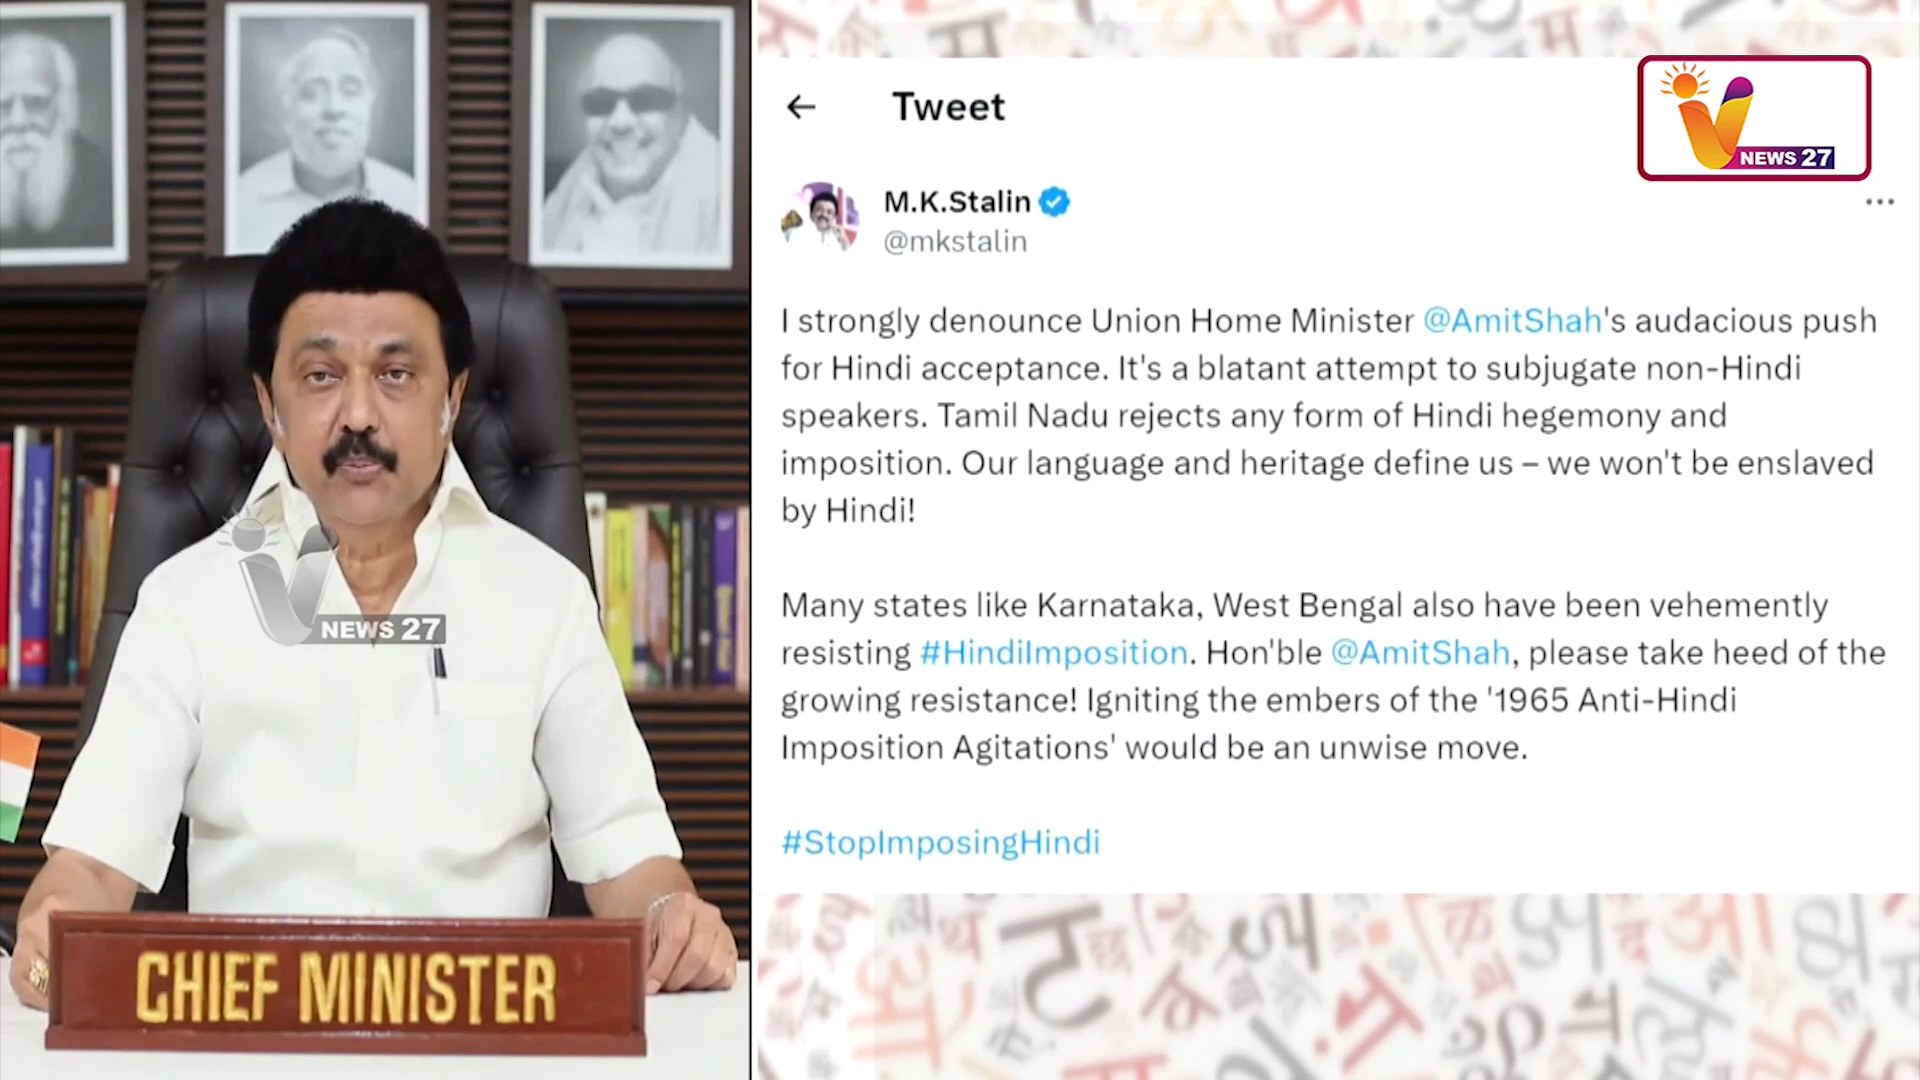 NEWS 27
CHIEF MINISTER
Tweet
NEWS 27
M.K.Stalin
@mkstalin
I strongly denounce Union Home Minister @AmitShah's audacious push
for Hindi acceptance. It's a blatant attempt to subjugate non-Hindi
speakers. Tamil Nadu rejects any form of Hindi hegemony and
imposition. Our language and heritage define us – we won't be enslaved
by Hindi!
Many states like Karnataka, West Bengal also have been vehemently
resisting #HindiImposition. Hon'ble @AmitShah, please take heed of the
growing resistance! Igniting the embers of the '1965 Anti-Hindi
Imposition Agitations' would be an unwise move.
#StopImposingHindi